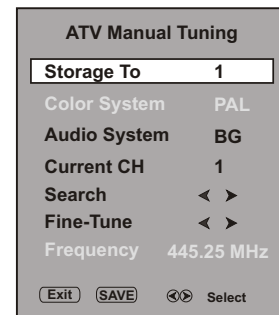 ATV Manual Tuning
Storage To 1
Color System PAL
Audio System BG
Current CH 1
Search
Fine-Tune
Frequency 445.25 MHz
Exit SAVE Select